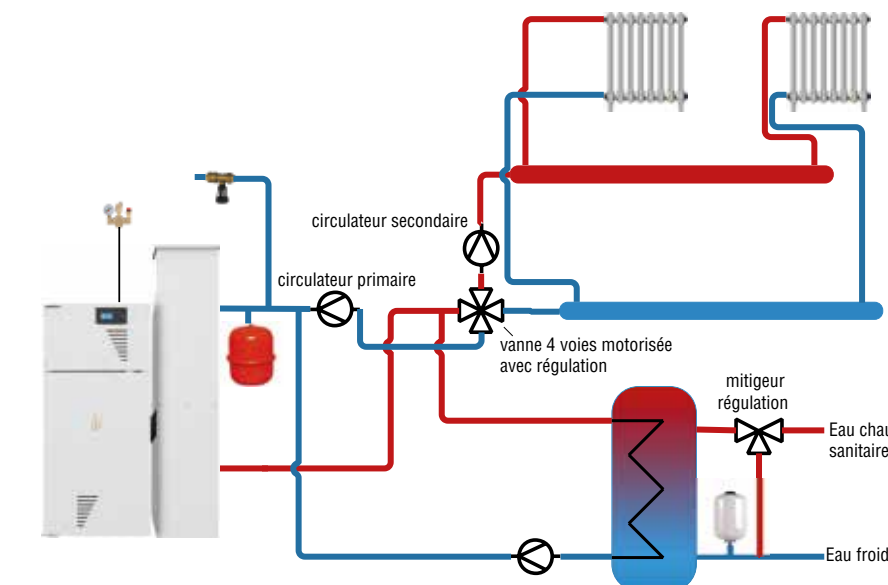 circulateur secondaire
circulateur primaire
vanne 4 voies motorisée
avec régulation
mitigeur
régulation
Eau chau
sanitaire
Eau froid